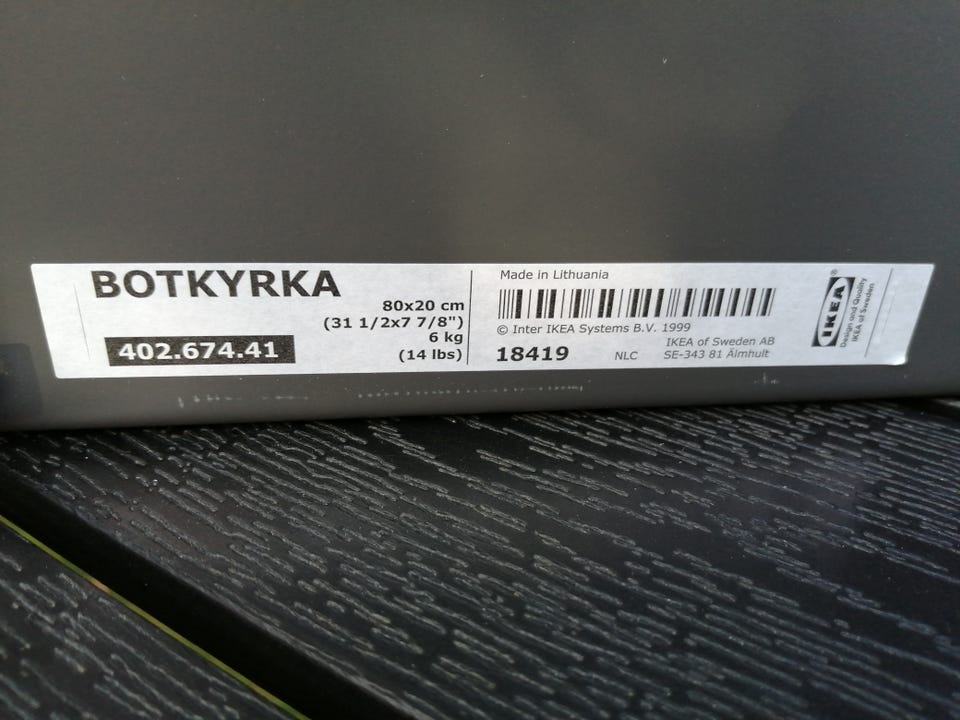 BOTKYRKA
80x20 cm
(31 1/2x7 7/8")
6 kg
(14 lbs)
402.674.41
Made in Lithuania
© Inter IKEA Systems B.V. 1999
18419
NLC
IKEA of Sweden AB
SE-343 81 Älmhult
IKEA®
Design and Quality
IKEA of Sweden